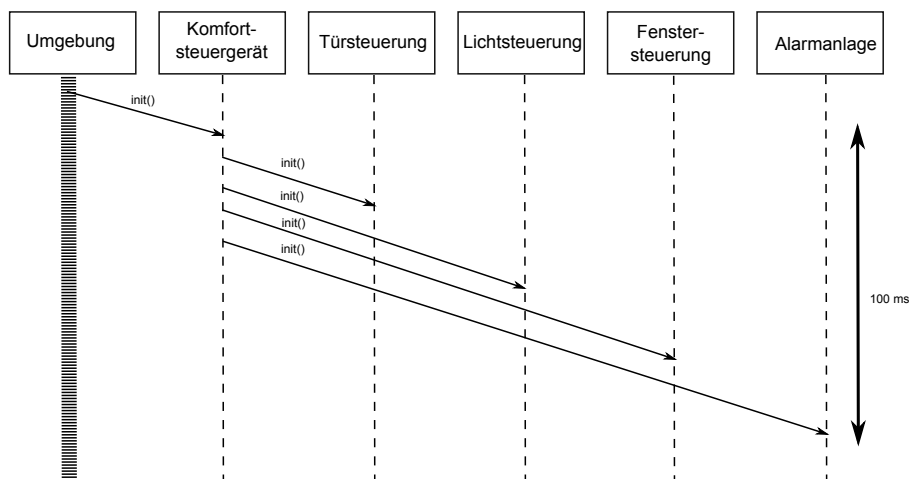 Umgebung
Komfort-
steuergerät
Türsteuerung
Lichtsteuerung
Fenster-
steuerung
Alarmanlage
init()
init()
init()
init()
init()
100 ms